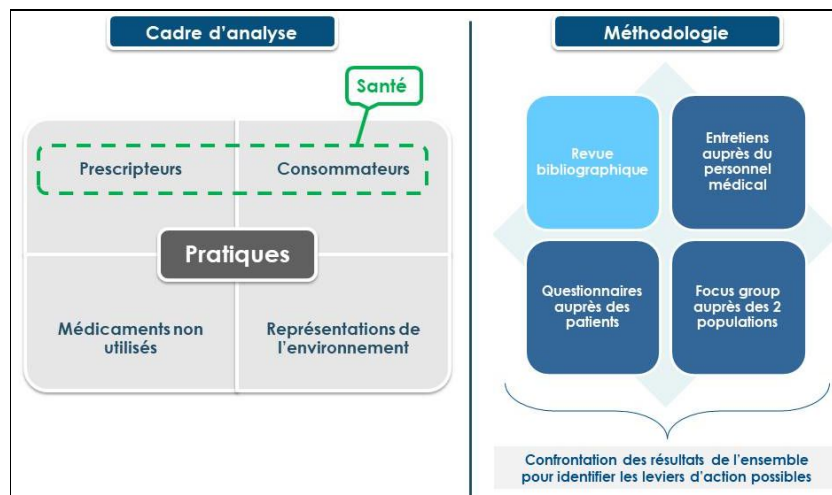 Cadre d'analyse
Santé
Prescripteurs
Consommateurs
Pratiques
Médicaments non
utilisés
Représentations de
l'environnement
Méthodologie
Revue
bibliographique
Entretiens
auprès du
personnel
médical
Questionnaires
auprès des
patients
Focus group
auprès des 2
populations
Confrontation des résultats de l'ensemble
pour identifier les leviers d'action possibles